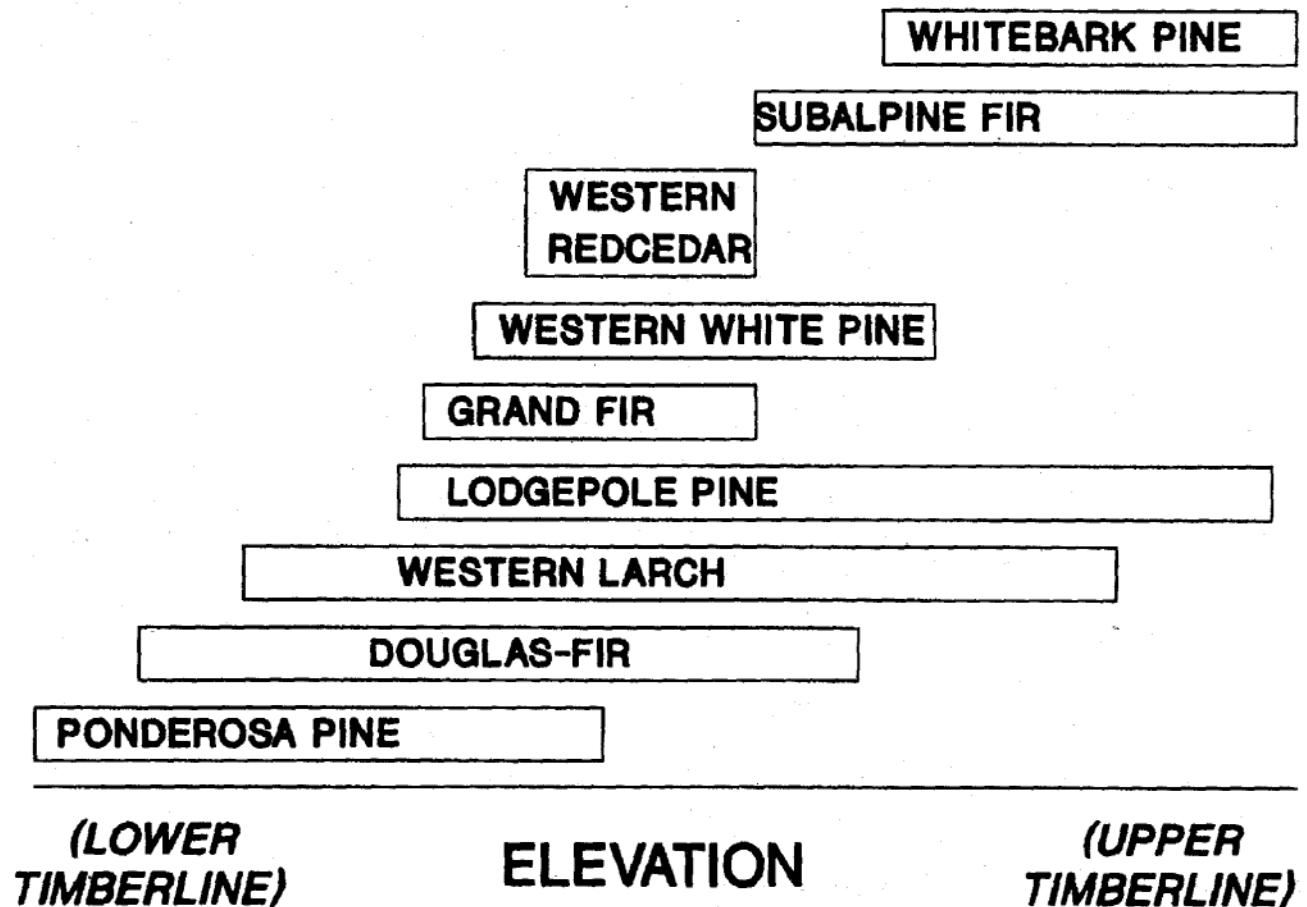 WHITEBARK PINE
SUBALPINE FIR
WESTERN
REDCEDAR
WESTERN WHITE PINE
GRAND FIR
LODGEPOLE PINE
WESTERN LARCH
DOUGLAS-FIR
PONDEROSA PINE
(LOWER
TIMBERLINE)
ELEVATION
(UPPER
TIMBERLINE)